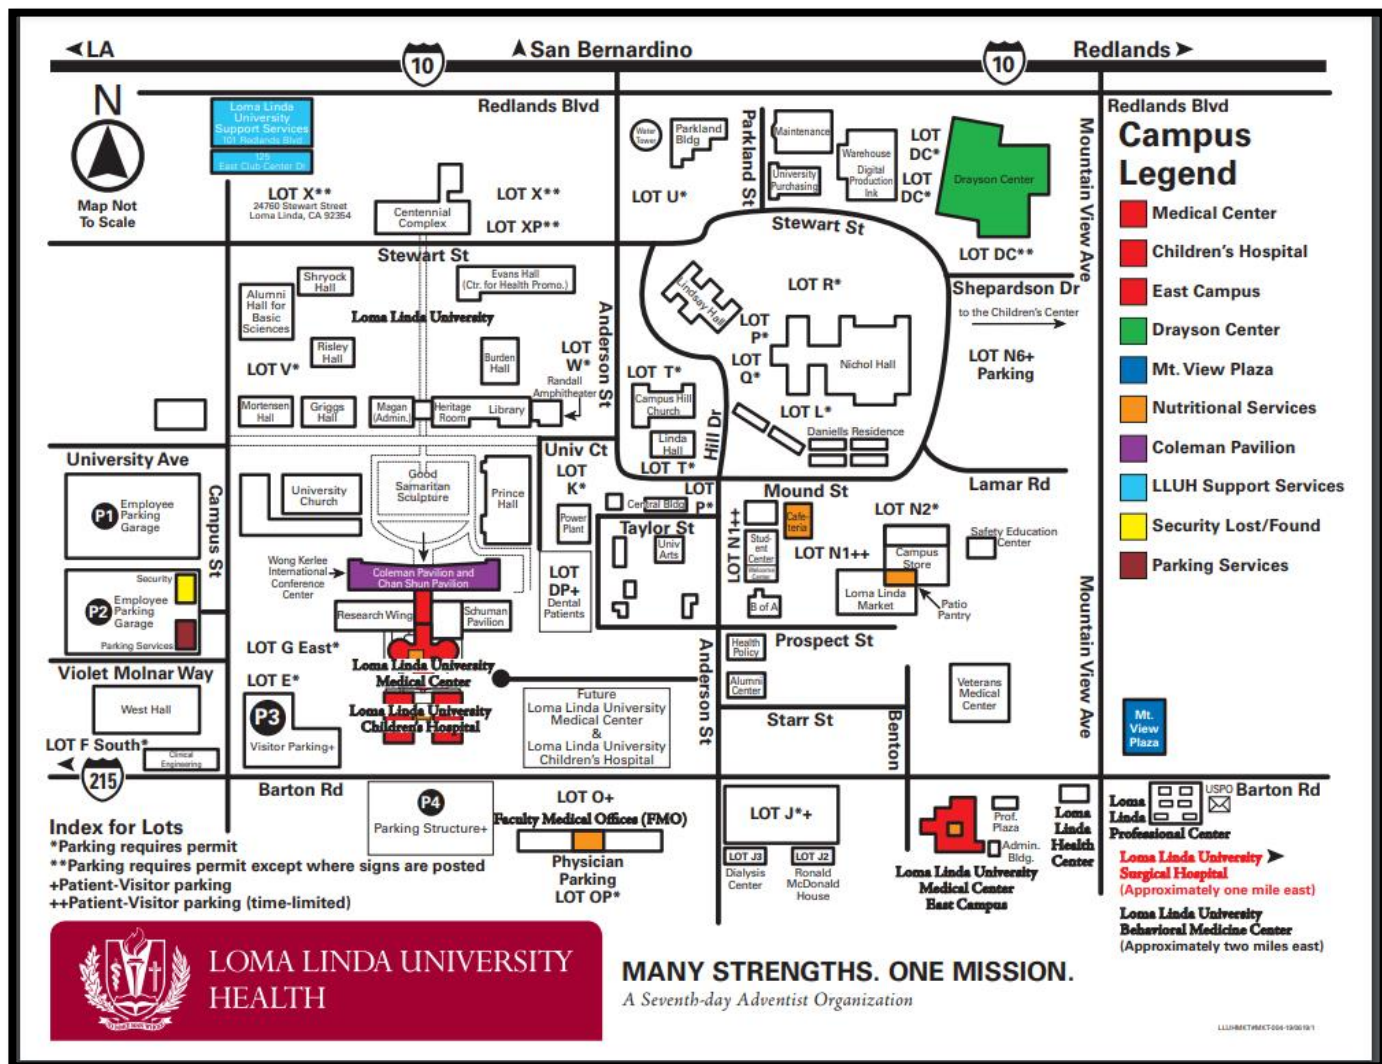 LA
10
San Bernardino
10
Redlands
N
Map Not
To Scale
Redlands Blvd
Redlands Blvd
Loma Linda
University
Support Services
101 Redlands Blvd
125
East Club Center Dr
LOT X**
24760 Stewart Street
Loma Linda, CA 92354
Centennial
Complex
LOT X**
LOT XP**
Water
Tower
Parkland
Bldg
LOT U*
Parkland St
Maintenance
University
Purchasing
Warehouse
Digital
Production
Ink
LOT
DC*
LOT
DC*
Drayson Center
LOT DC**
Mountain View Ave
Stewart St
Stewart St
Shryock
Hall
Alumni
Hall for
Basic
Sciences
Evans Hall
(Ctr. for Health Promo.)
Loma Linda University
Risley
Hall
LOT V*
Burden
Hall
LOT
W*
Randall
Amphitheater
Anderson St
Mortensen
Hall
Griggs
Hall
Magan
(Admin.)
Heritage
Room
Library
Lindsay Hall
LOT R*
LOT
P*
LOT
Q*
Nichol Hall
LOT T*
Campus Hill
Church
Linda
Hall
LOT T*
Hill Dr
LOT L*
Daniells Residence
Shepardson Dr
to the Children's Center
LOT N6+
Parking
Lamar Rd
University Ave
Campus St
P1
Employee
Parking
Garage
Security
P2
Employee
Parking
Garage
Parking Services
University
Church
Good
Samaritan
Sculpture
Prince
Hall
Univ Ct
LOT
K*
Power
Plant
LOT
DP+
Dental
Patients
Central Bldg
LOT
P*
Taylor St
Univ
Arts
Mound St
LOT N1++
Cafe-
teria
Stud-
ent
Center
Welcome
Center
B of A
LOT N1++
LOT N2*
Campus
Store
Loma Linda
Market
Patio
Pantry
Safety Education
Center
Wong Kerlee
International
Conference
Center
Coleman Pavilion and
Chan Shun Pavilion
Research Wing
Schuman
Pavilion
LOT G East*
Loma Linda University
Medical Center
Loma Linda University
Children's Hospital
Violet Molnar Way
West Hall
LOT F South*
Clinical
Engineering
LOT E*
P3
Visitor Parking+
Future
Loma Linda University
Medical Center
&
Loma Linda University
Children's Hospital
Anderson St
Prospect St
Health
Policy
Alumni
Center
Starr St
Benton
Veterans
Medical
Center
Mountain View Ave
Mt.
View
Plaza
215
Barton Rd
Barton Rd
P4
Parking Structure+
LOT O+
Faculty Medical Offices (FMO)
Physician
Parking
LOT OP*
LOT J*+
LOT J3
Dialysis
Center
LOT J2
Ronald
McDonald
House
Prof.
Plaza
Admin.
Bldg.
Loma Linda University
Medical Center
East Campus
Loma
Linda
Health
Center
USPO
Loma
Linda
Professional Center
Loma Linda University
Surgical Hospital
(Approximately one mile east)
Loma Linda University
Behavioral Medicine Center
(Approximately two miles east)
Campus
Legend
Medical Center
Children's Hospital
East Campus
Drayson Center
Mt. View Plaza
Nutritional Services
Coleman Pavilion
LLUH Support Services
Security Lost/Found
Parking Services
Index for Lots
*Parking requires permit
**Parking requires permit except where signs are posted
+Patient-Visitor parking
++Patient-Visitor parking (time-limited)
LOMA LINDA UNIVERSITY
HEALTH
MANY STRENGTHS. ONE MISSION.
A Seventh-day Adventist Organization